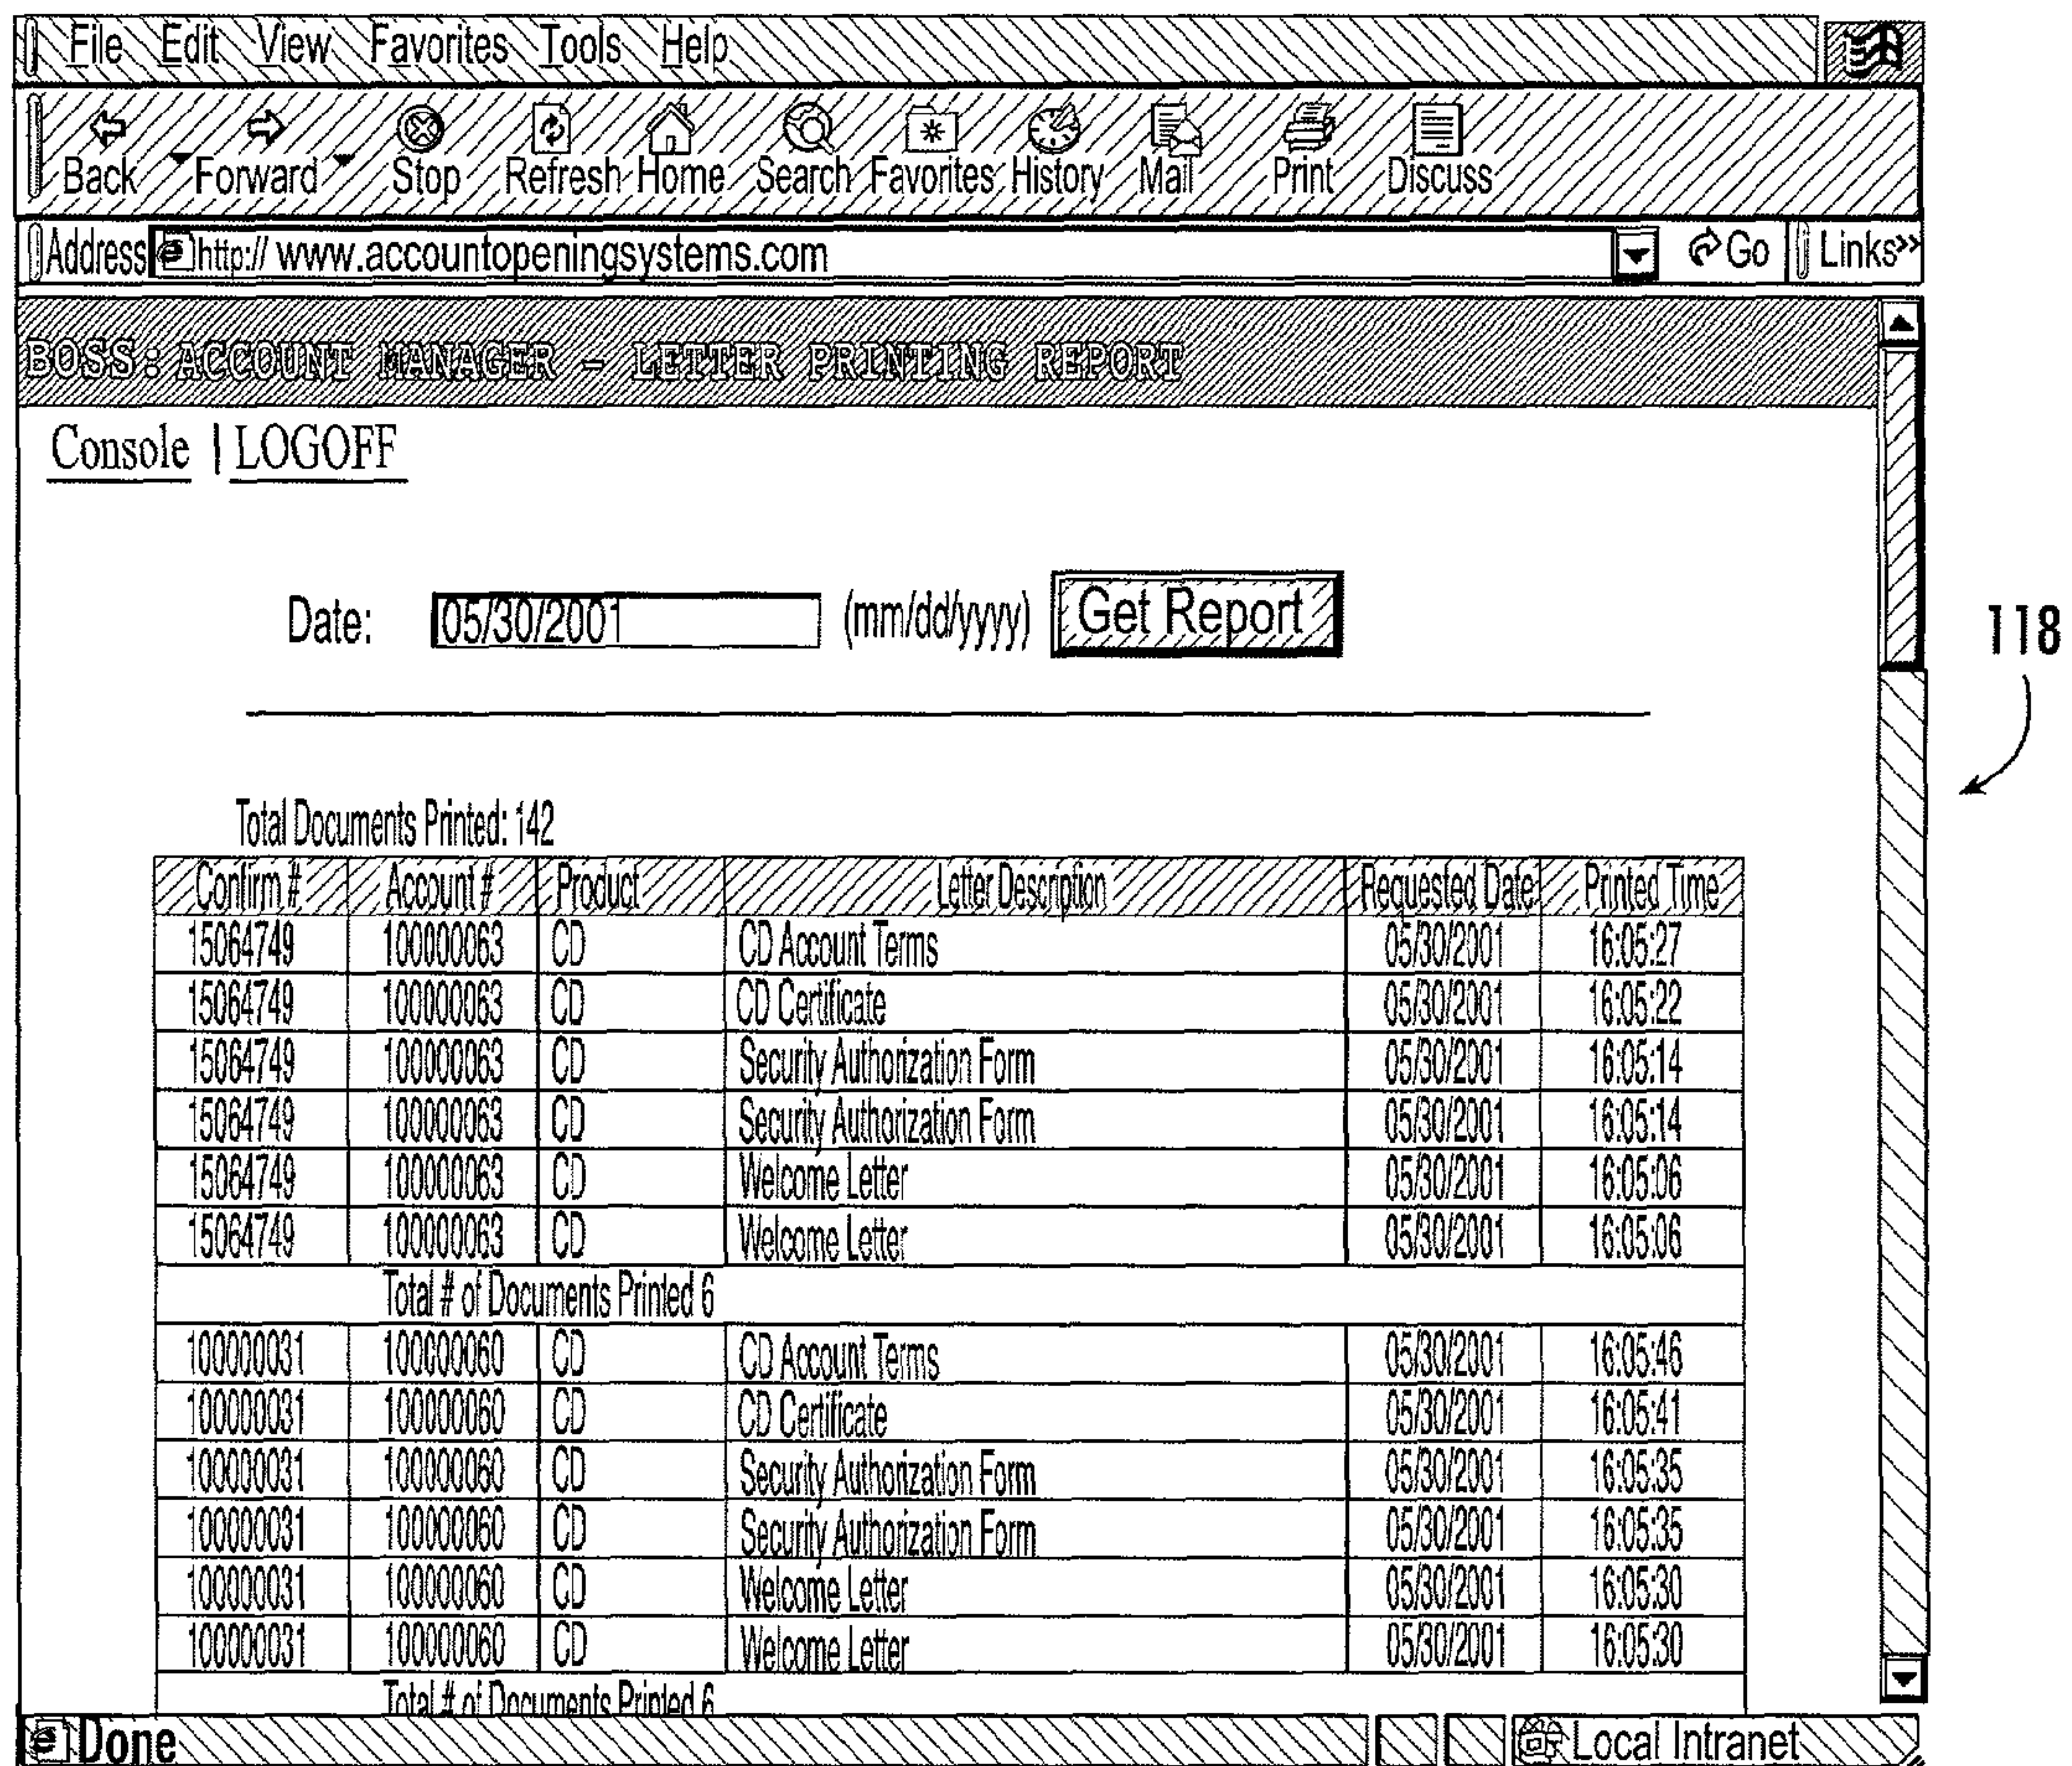 File Edit View Favorites Tools Help
Back Forward Stop Refresh Home Search Favorites History Mail Print Discuss
Address http:// www.accountopeningsystems.com Go Links»
BOSS: ACCOUNT MANAGER - LETTER PRINTING REPORT
Console | LOGOFF
Date: 05/30/2001 (mm/dd/yyyy) Get Report
118
Total Documents Printed: 142
Confirm # Account # Product Letter Description Requested Date Printed Time
15064749 100000063 CD CD Account Terms 05/30/2001 16:05:27
15064749 100000063 CD CD Certificate 05/30/2001 16:05:22
15064749 100000063 CD Security Authorization Form 05/30/2001 16:05:14
15064749 100000063 CD Security Authorization Form 05/30/2001 16:05:14
15064749 100000063 CD Welcome Letter 05/30/2001 16:05:06
15064749 100000063 CD Welcome Letter 05/30/2001 16:05:06
Total # of Documents Printed 6
100000031 100000060 CD CD Account Terms 05/30/2001 16:05:46
100000031 100000060 CD CD Certificate 05/30/2001 16:05:41
100000031 100000060 CD Security Authorization Form 05/30/2001 16:05:35
100000031 100000060 CD Security Authorization Form 05/30/2001 16:05:35
100000031 100000060 CD Welcome Letter 05/30/2001 16:05:30
100000031 100000060 CD Welcome Letter 05/30/2001 16:05:30
Total # of Documents Printed 6
Done Local Intranet